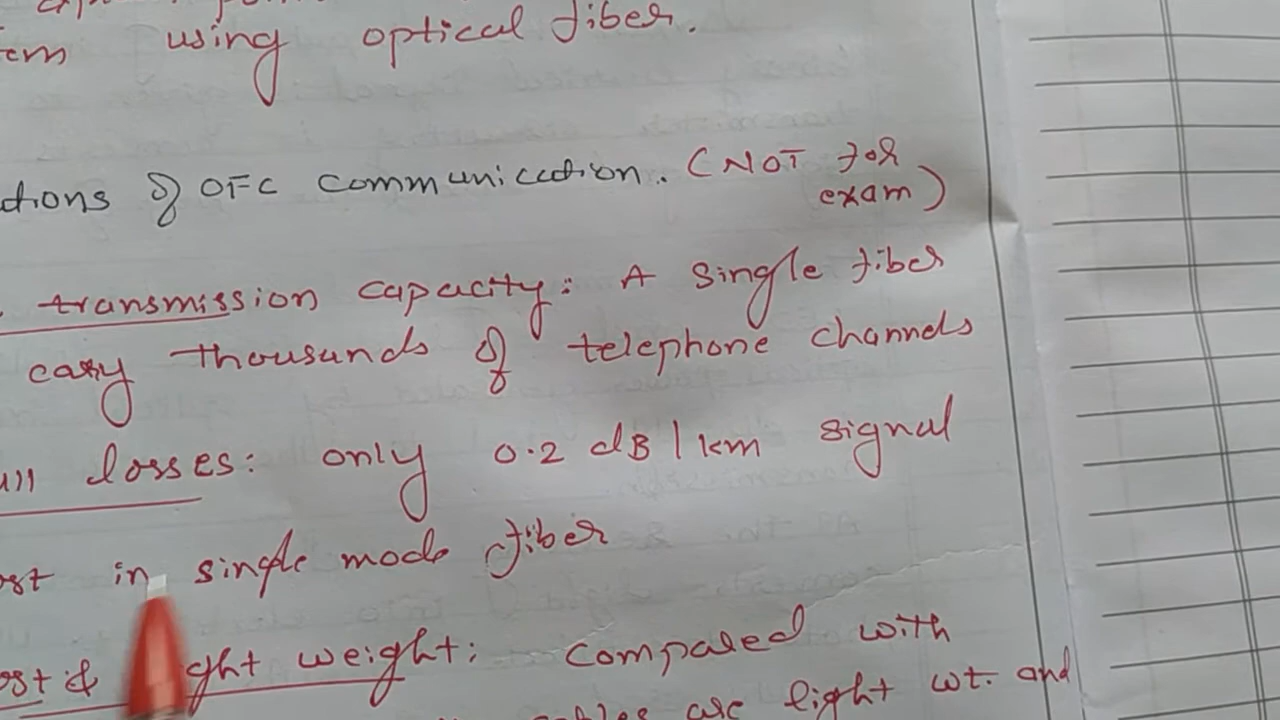 using optical fiber.
of OFC communication. (NOT for
exam)
transmission capacity: A single fiber
cary thousands of telephone channels
losses: only 0.2 dB/km signal
in single mode fiber
& weight: Compared with
are light wt. and